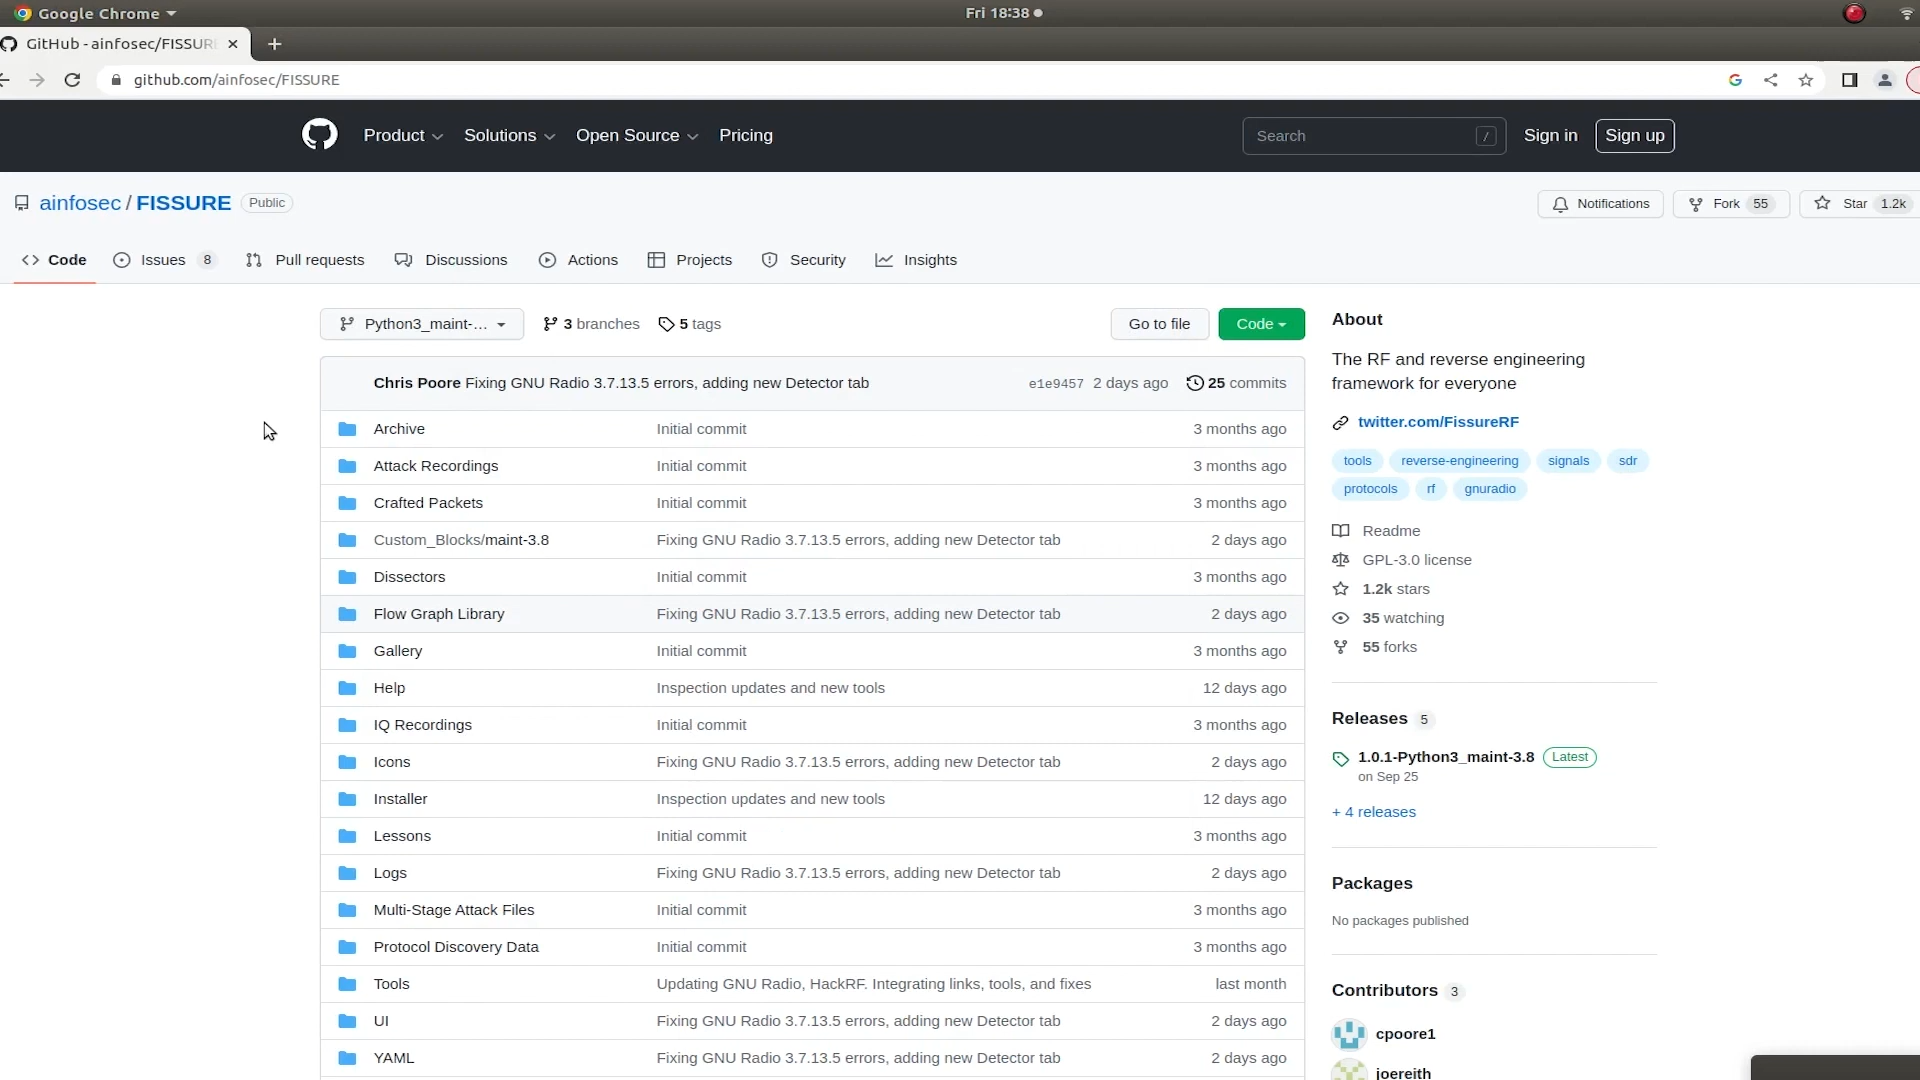 Google Chrome
Fri 18:38
GitHub - ainfosec/FISSUR
github.com/ainfosec/FISSURE
Product Solutions Open Source Pricing Search / Sign in Sign up
ainfosec / FISSURE Public Notifications Fork 55 Star 1.2k
Code Issues 8 Pull requests Discussions Actions Projects Security Insights
Python3_maint-... 3 branches 5 tags Go to file Code
Chris Poore Fixing GNU Radio 3.7.13.5 errors, adding new Detector tab e1e9457 2 days ago 25 commits
Archive Initial commit 3 months ago
Attack Recordings Initial commit 3 months ago
Crafted Packets Initial commit 3 months ago
Custom_Blocks/maint-3.8 Fixing GNU Radio 3.7.13.5 errors, adding new Detector tab 2 days ago
Dissectors Initial commit 3 months ago
Flow Graph Library Fixing GNU Radio 3.7.13.5 errors, adding new Detector tab 2 days ago
Gallery Initial commit 3 months ago
Help Inspection updates and new tools 12 days ago
IQ Recordings Initial commit 3 months ago
Icons Fixing GNU Radio 3.7.13.5 errors, adding new Detector tab 2 days ago
Installer Inspection updates and new tools 12 days ago
Lessons Initial commit 3 months ago
Logs Fixing GNU Radio 3.7.13.5 errors, adding new Detector tab 2 days ago
Multi-Stage Attack Files Initial commit 3 months ago
Protocol Discovery Data Initial commit 3 months ago
Tools Updating GNU Radio, HackRF. Integrating links, tools, and fixes last month
UI Fixing GNU Radio 3.7.13.5 errors, adding new Detector tab 2 days ago
YAML Fixing GNU Radio 3.7.13.5 errors, adding new Detector tab 2 days ago
About
The RF and reverse engineering
framework for everyone
twitter.com/FissureRF
tools reverse-engineering signals sdr
protocols rf gnuradio
Readme
GPL-3.0 license
1.2k stars
35 watching
55 forks
Releases 5
1.0.1-Python3_maint-3.8 Latest
on Sep 25
+ 4 releases
Packages
No packages published
Contributors 3
cpoore1
joereith